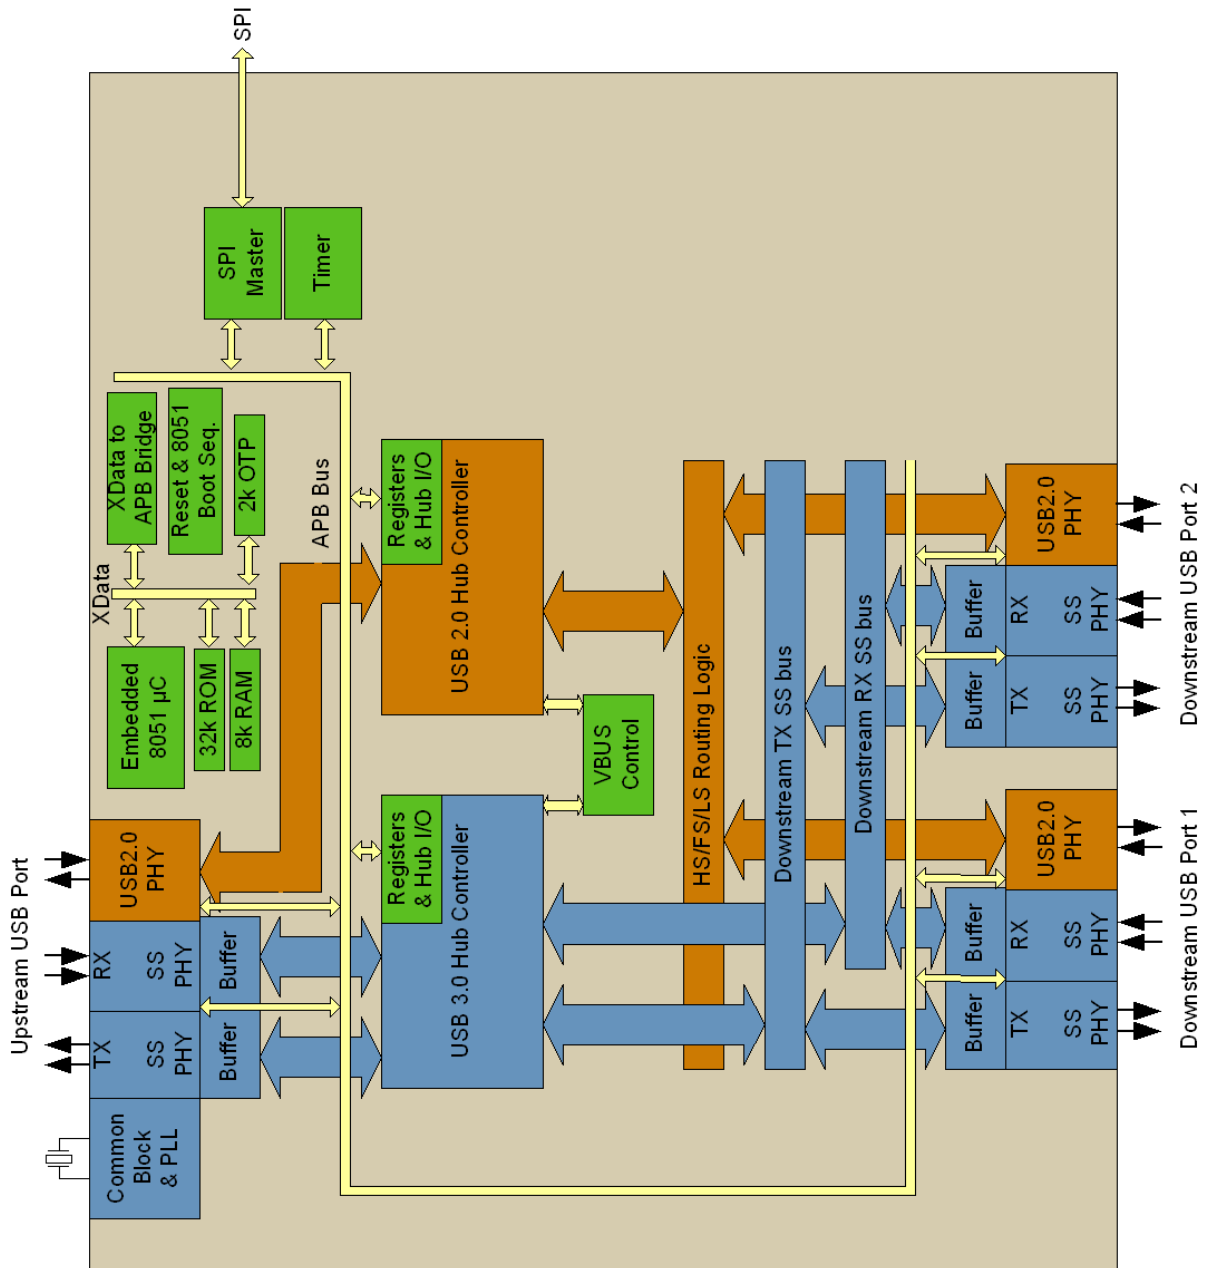 Upstream USB Port
Common
Block
& PLL
TX
SS
PHY
Buffer
RX
SS
PHY
Buffer
USB2.0
PHY
Embedded
8051 µC
32k ROM
8k RAM
XData
XData to
APB Bridge
Reset & 8051
Boot Seq.
2k OTP
APB Bus
SPI
Master
Timer
SPI
Registers
& Hub I/O
USB 3.0 Hub Controller
Registers
& Hub I/O
USB 2.0 Hub Controller
VBUS
Control
HS/FS/LS Routing Logic
Downstream TX SS bus
Downstream RX SS bus
Buffer
TX
SS
PHY
Buffer
RX
SS
PHY
USB2.0
PHY
Downstream USB Port 1
Buffer
TX
SS
PHY
Buffer
RX
SS
PHY
USB2.0
PHY
Downstream USB Port 2